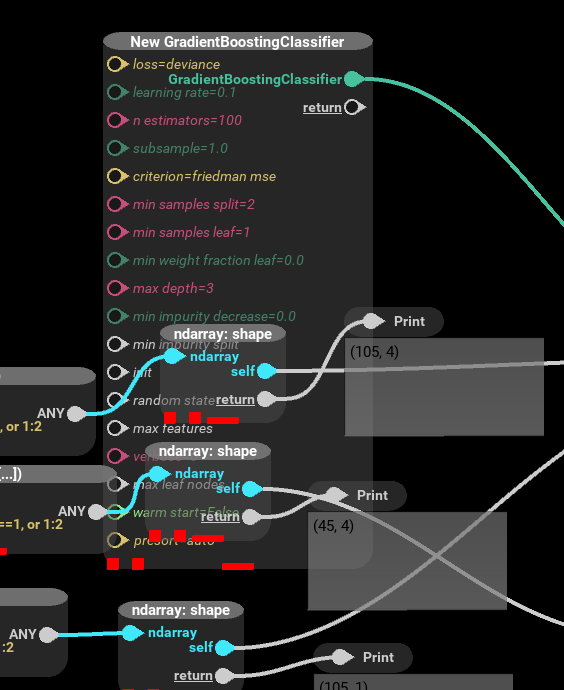 New GradientBoostingClassifier
loss=deviance
GradientBoostingClassifier
learning rate=0.1
return
n estimators=100
subsample=1.0
criterion=friedman mse
min samples split=2
min samples leaf=1
min weight fraction leaf=0.0
max depth=3
min impurity decrease=0.0
Print
ndarray: shape
min impurity split
(105, 4)
ndarray
init
self
random state
return
ANY
, or 1:2
max features
ndarray: shape
[...])
ndarray
max leaf nodes
self
Print
ANY
warm start=False
return
==1, or 1:2
(45, 4)
presort=auto
ndarray: shape
ANY
ndarray
:2
self
Print
return
(105, 1)